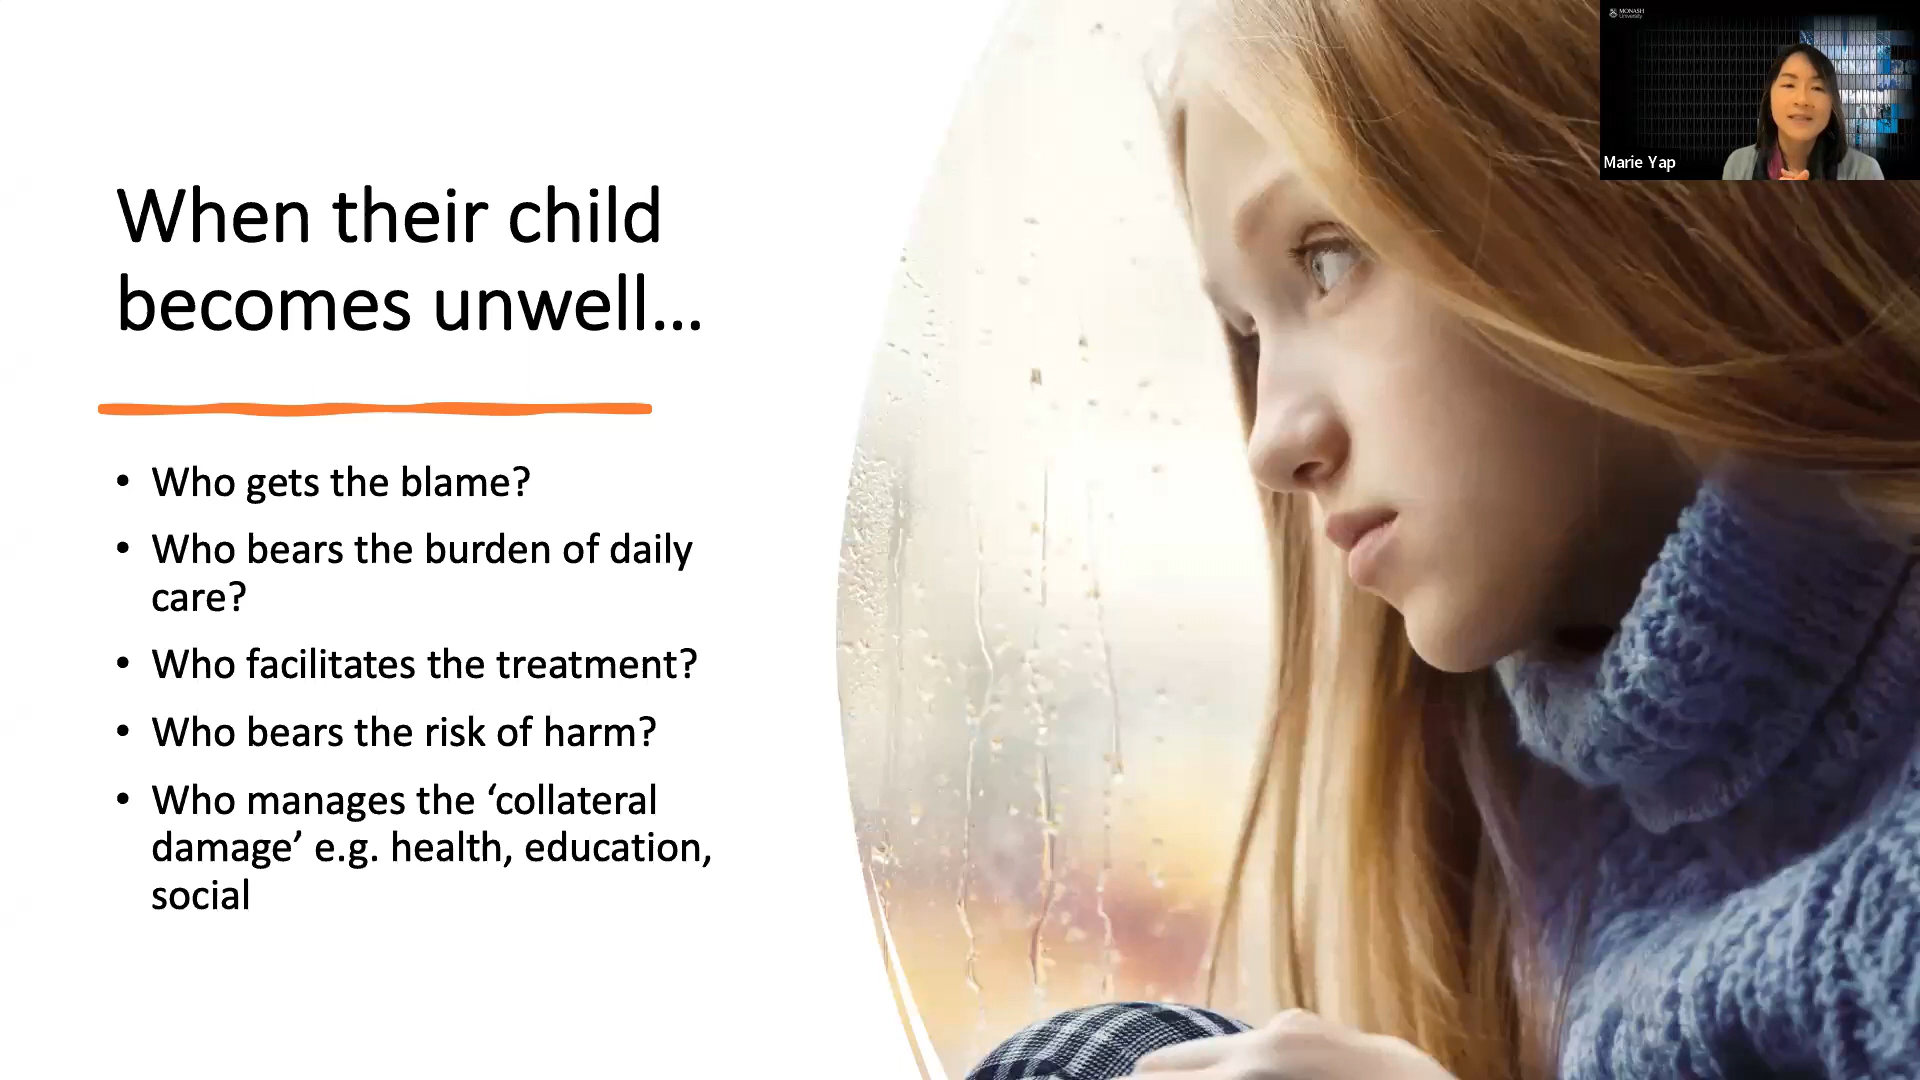 MONASH
University
Marie Yap
When their child
becomes unwell...
• Who gets the blame?
• Who bears the burden of daily
care?
• Who facilitates the treatment?
• Who bears the risk of harm?
• Who manages the ‘collateral
damage’ e.g. health, education,
social